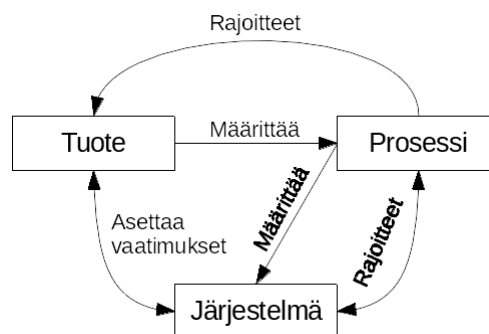 Rajoitteet
Tuote
Määrittää
Prosessi
Asettaa
vaatimukset
Määrittää
Rajoitteet
Järjestelmä